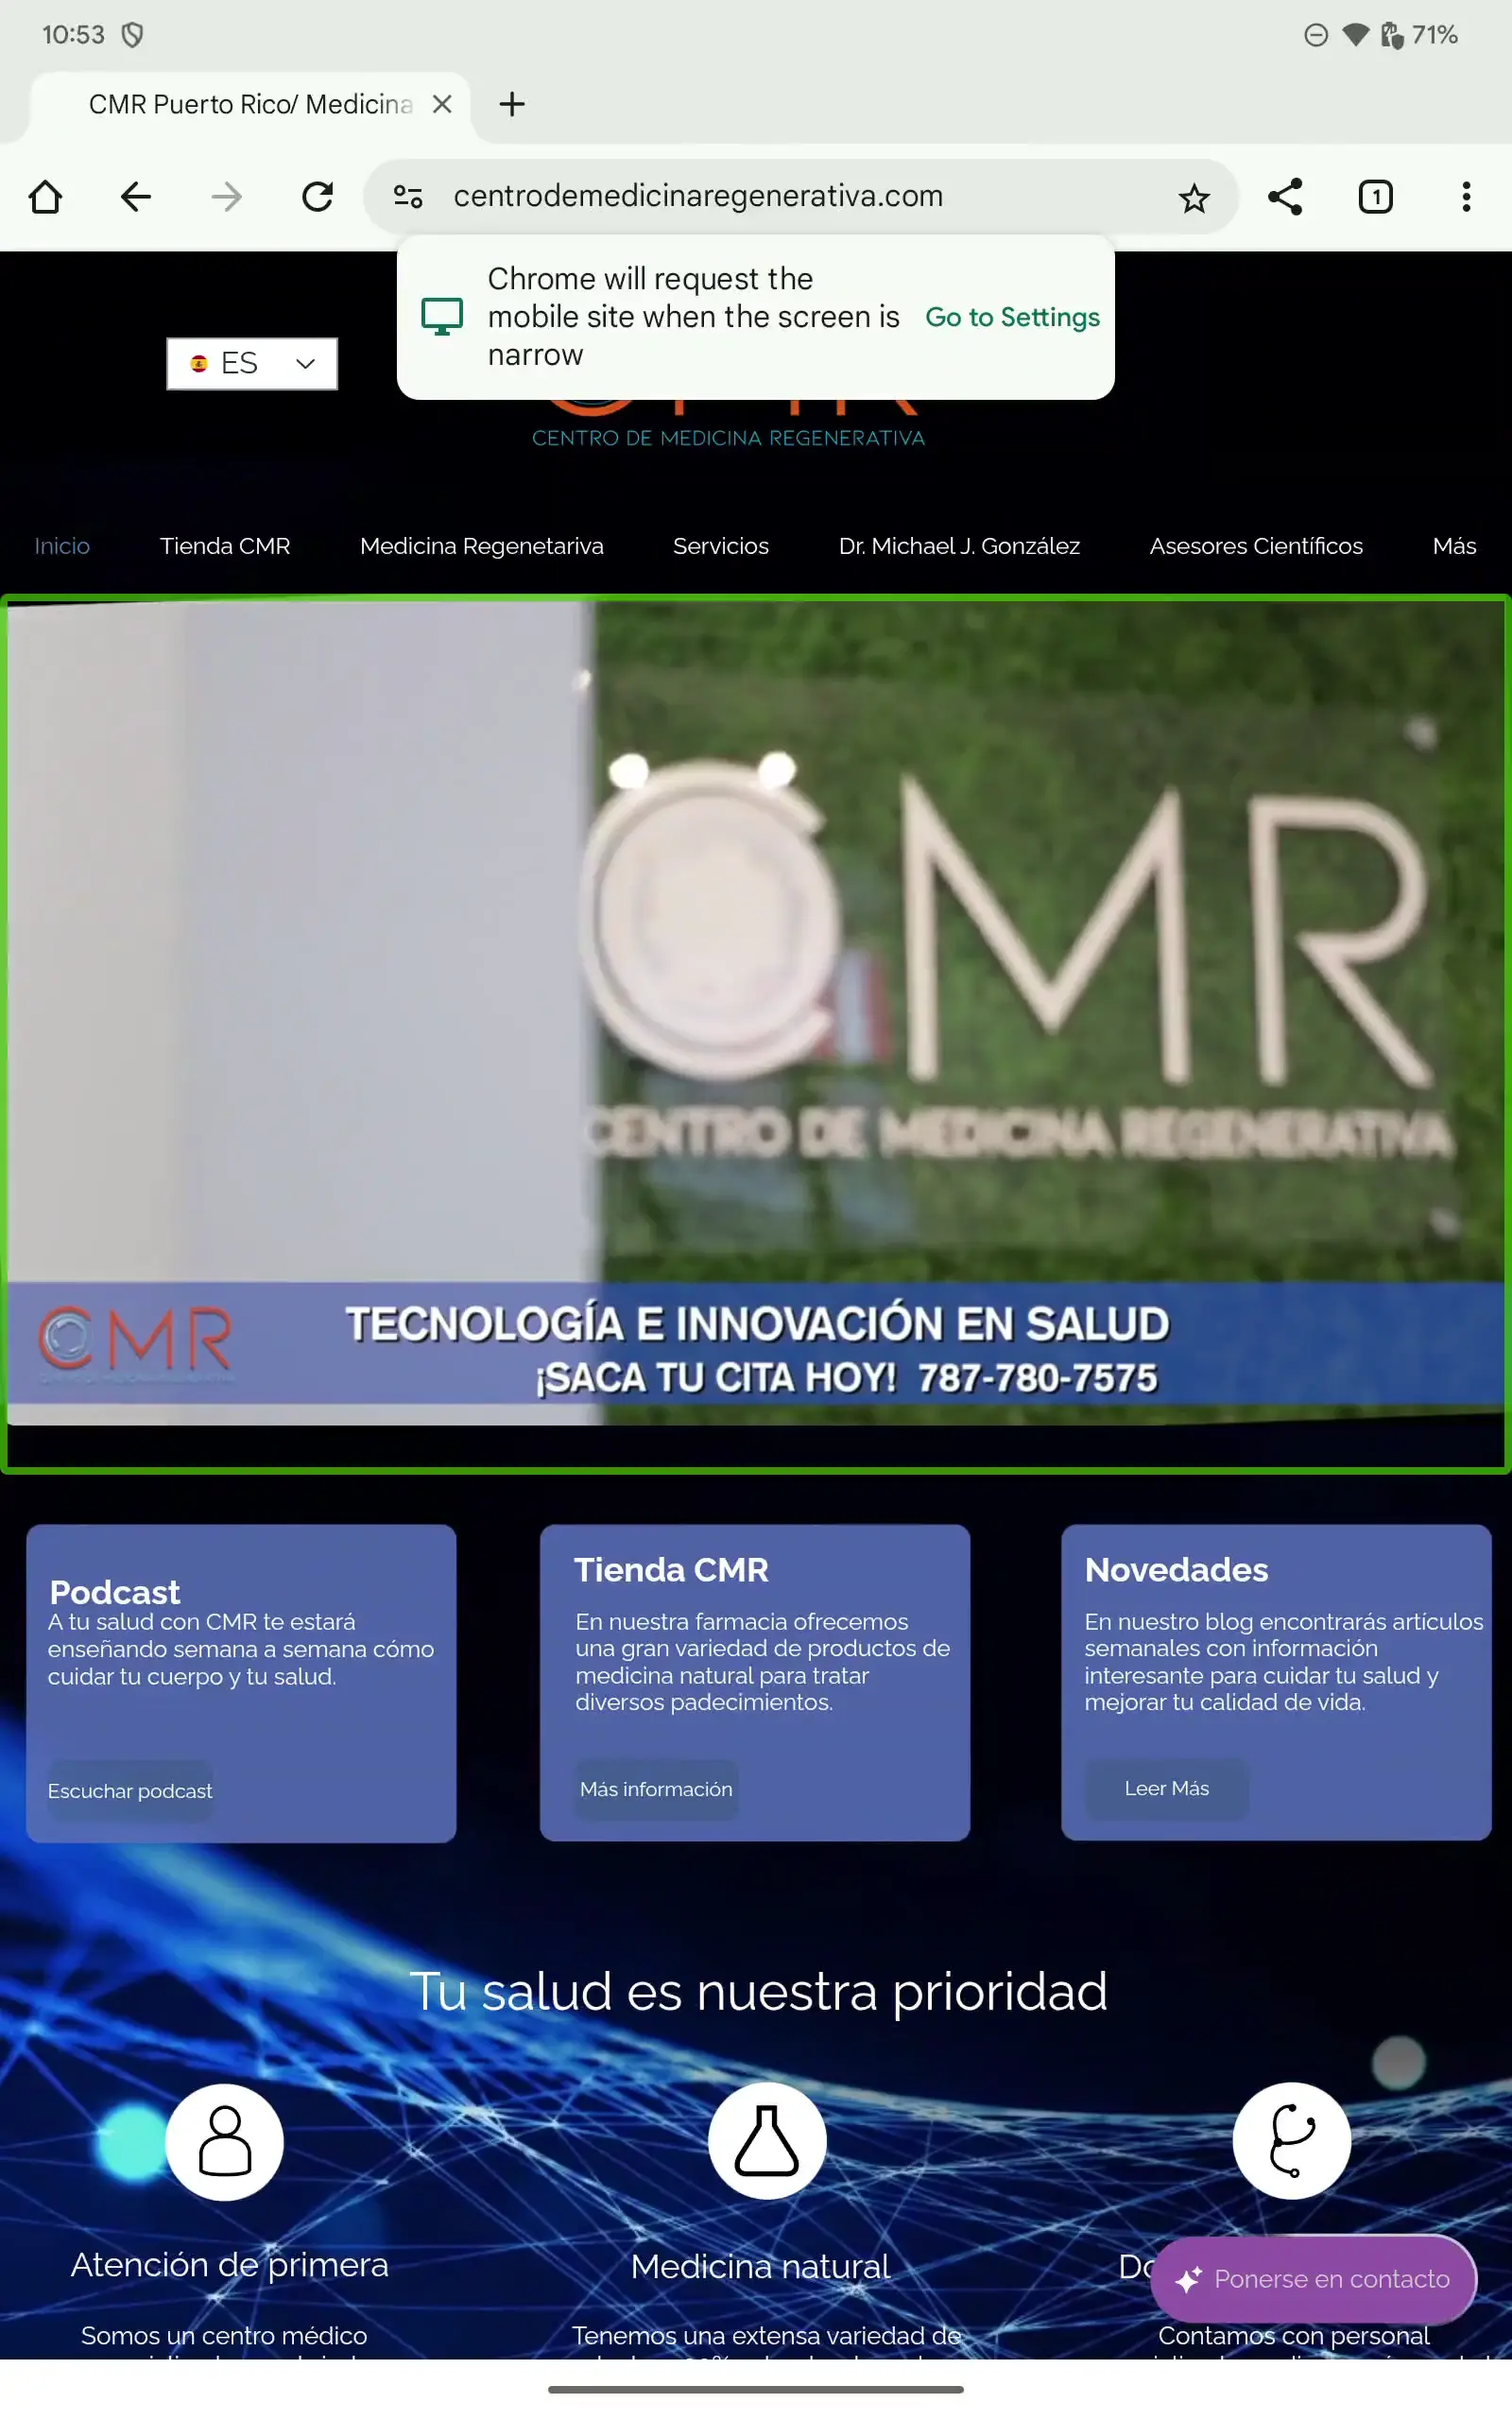 10:53
71%
CMR Puerto Rico/ Medicina
centrodemedicinaregenerativa.com
1
Chrome will request the
mobile site when the screen is
narrow
Go to Settings
ES
CENTRO DE MEDICINA REGENERATIVA
Inicio
Tienda CMR
Medicina Regenetariva
Servicios
Dr. Michael J. González
Asesores Científicos
Más
CMR
CENTRO DE MEDICINA REGENERATIVA
CMR
TECNOLOGÍA E INNOVACIÓN EN SALUD
¡SACA TU CITA HOY! 787-780-7575
Podcast
A tu salud con CMR te estará
enseñando semana a semana cómo
cuidar tu cuerpo y tu salud.
Escuchar podcast
Tienda CMR
En nuestra farmacia ofrecemos
una gran variedad de productos de
medicina natural para tratar
diversos padecimientos.
Más información
Novedades
En nuestro blog encontrarás artículos
semanales con información
interesante para cuidar tu salud y
mejorar tu calidad de vida.
Leer Más
Tu salud es nuestra prioridad
Atención de primera
Somos un centro médico
Medicina natural
Tenemos una extensa variedad de
Ponerse en contacto
Contamos con personal